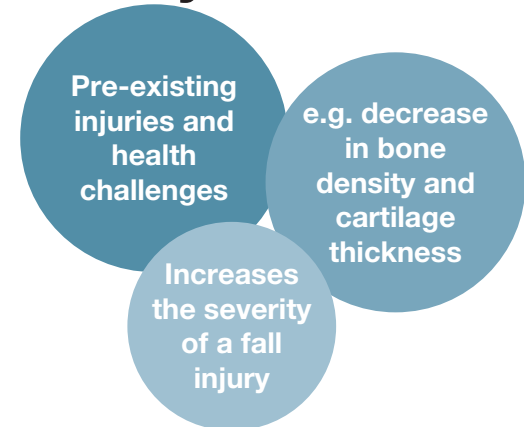 Pre-existing
injuries and
health
challenges
e.g. decrease
in bone
density and
cartilage
thickness
Increases
the severity
of a fall
injury